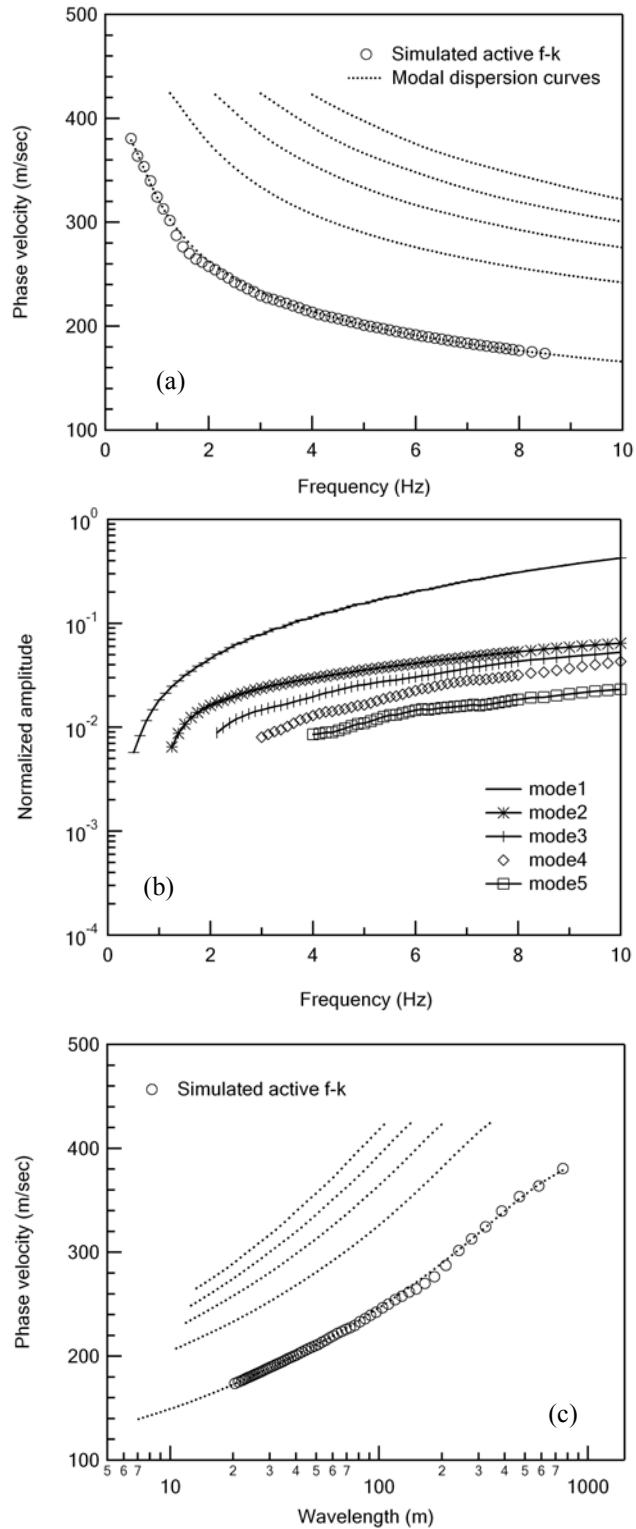 500
400
300
200
100
Phase velocity (m/sec)
Simulated active f-k
Modal dispersion curves
(a)
0 2 4 6 8 10
Frequency (Hz)
10^0
10^-1
10^-2
10^-3
10^-4
Normalized amplitude
mode1
mode2
mode3
mode4
mode5
(b)
0 2 4 6 8 10
Frequency (Hz)
500
400
300
200
100
Phase velocity (m/sec)
Simulated active f-k
(c)
5 6 7 10 2 3 4 5 6 7 100 2 3 4 5 6 7 1000
Wavelength (m)